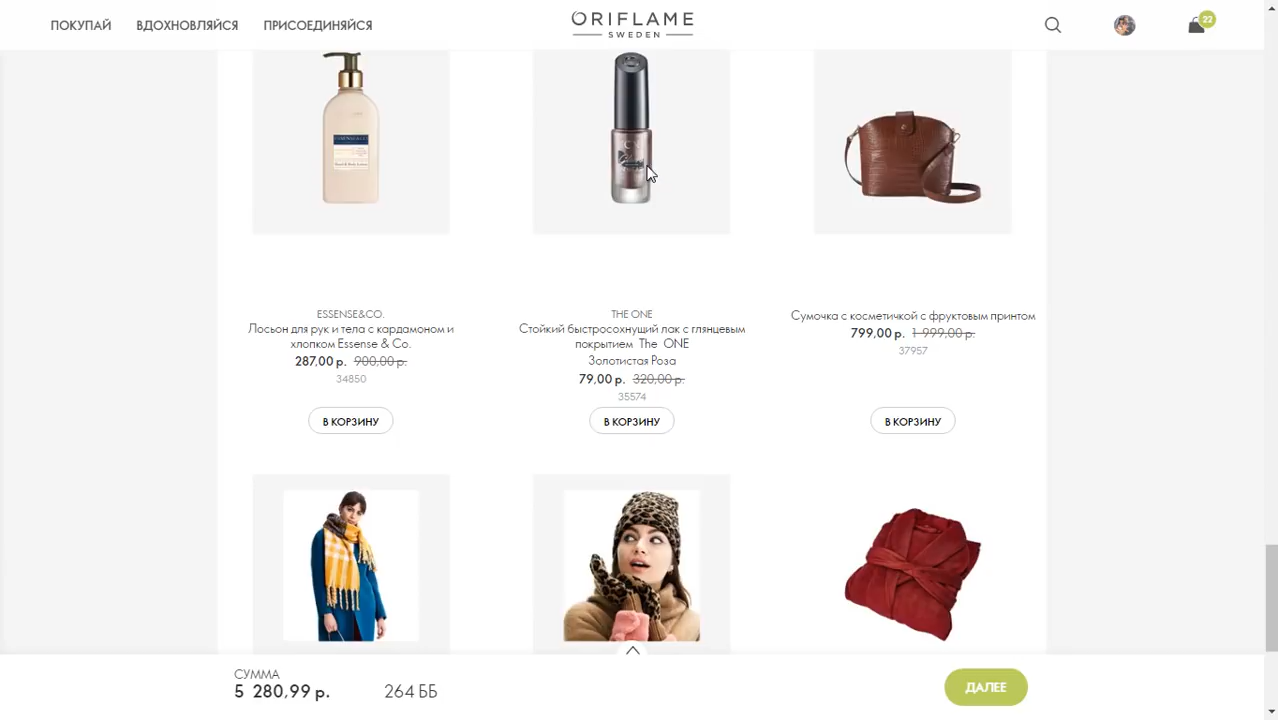 ПОКУПАЙ ВДОХНОВЛЯЙСЯ ПРИСОЕДИНЯЙСЯ
ORIFLAME
SWEDEN
22
ESSENSE&CO.
Лосьон для рук и тела с кардамоном и
хлопком Essense & Co.
287,00 р. 900,00 р.
34850
В КОРЗИНУ
THE ONE
Стойкий быстросохнущий лак с глянцевым
покрытием The ONE
Золотистая Роза
79,00 р. 320,00 р.
35574
В КОРЗИНУ
Сумочка с косметичкой с фруктовым принтом
799,00 р. 1 999,00 р.
37957
В КОРЗИНУ
СУММА
5 280,99 р. 264 ББ
ДАЛЕЕ